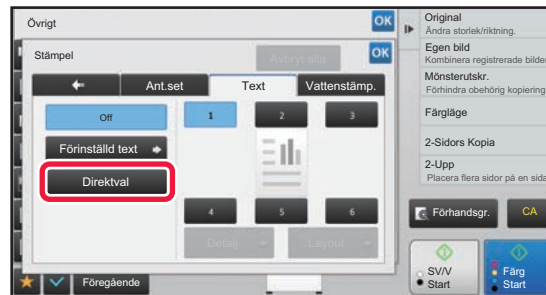 Övrigt
OK
Stämpel
Avbryt alla
OK
Ant.set
Text
Vattenstämp.
Off
1
2
3
Förinställd text
Direktval
4
5
6
Detalj
Layout
Föregående
Original
Ändra storlek/riktning.
Egen bild
Kombinera registrerade bilder
Mönsterutskr.
Förhindra obehörig kopiering
Färgläge
2-Sidors Kopia
2-Upp
Placera flera sidor på en sida
Förhandsgr.
CA
SV/V
Start
Färg
Start